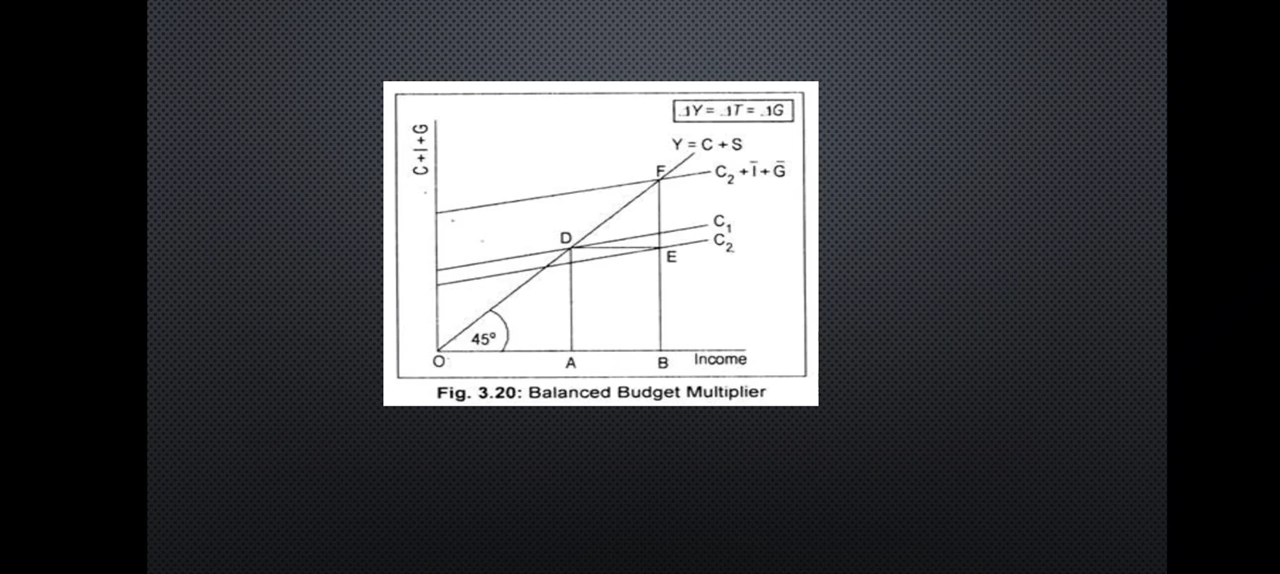 ΔY = ΔT = ΔG
C+I+G
Y = C + S
F
C₂ + Ī + Ḡ
D
C₁
C₂
E
45°
O
A
B
Income
Fig. 3.20: Balanced Budget Multiplier